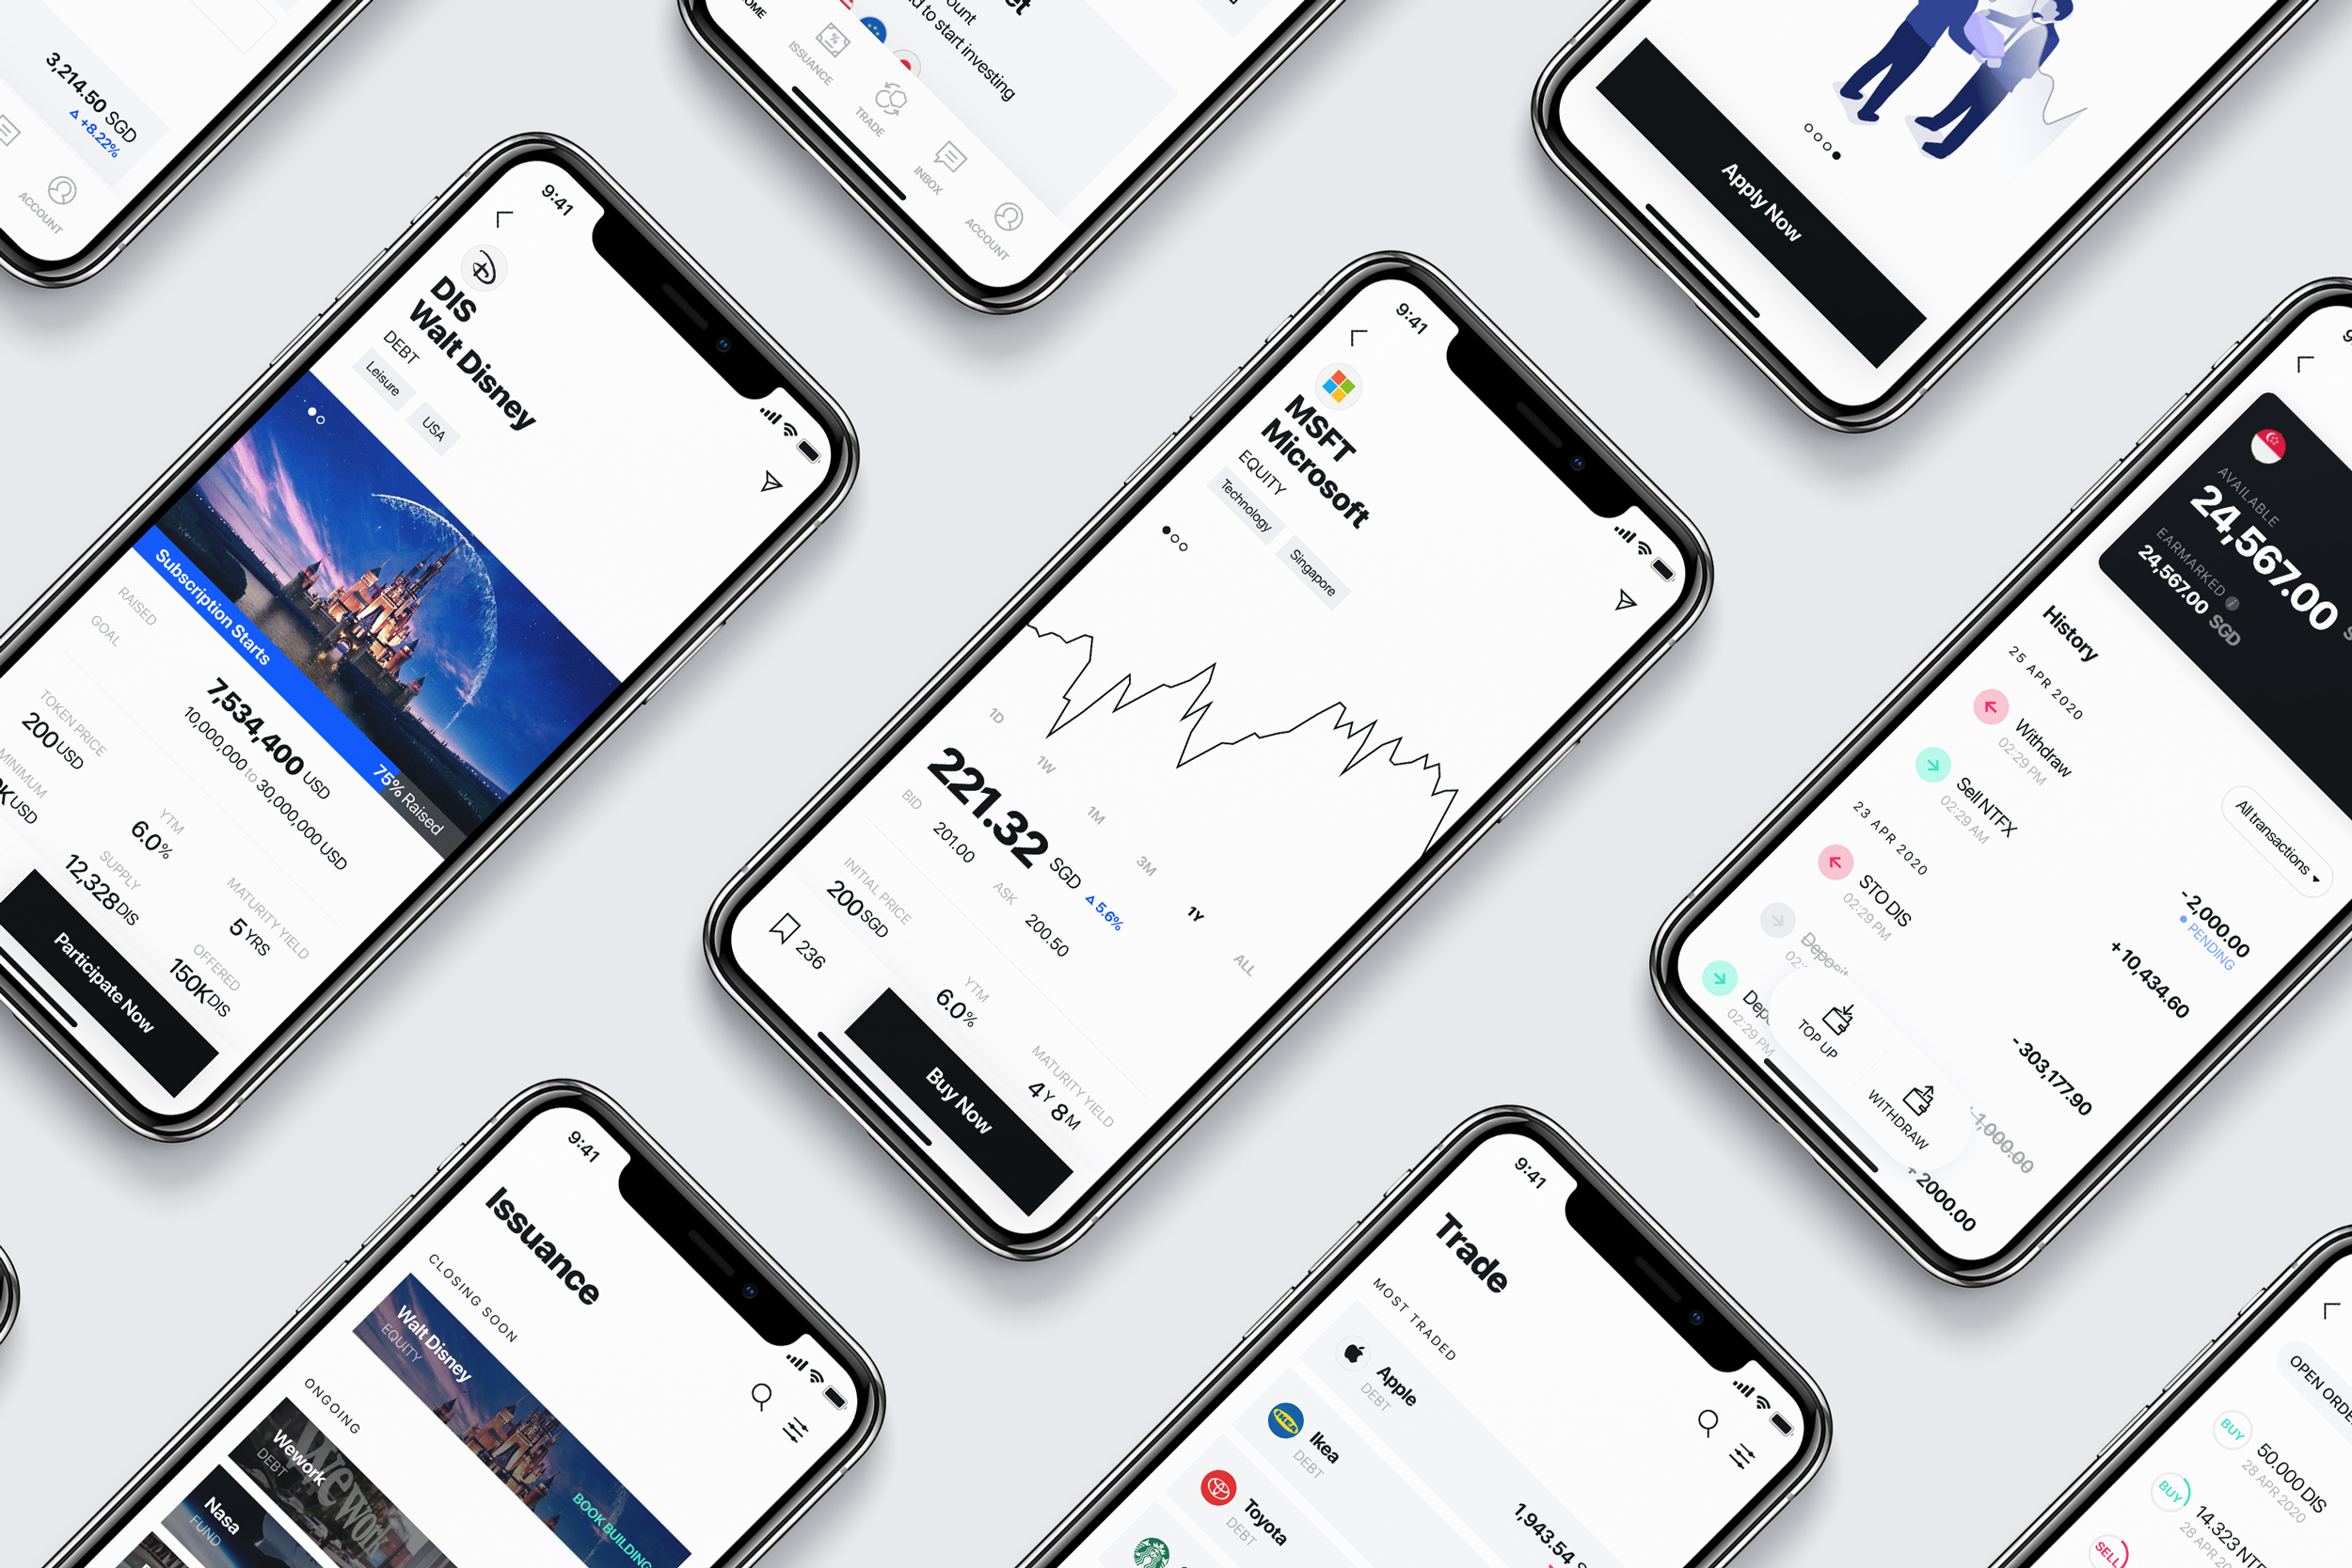 3,214.50 SGD
+8.22%
ACCOUNT
ount
d to start investing
ISSUANCE
TRADE
INBOX
ACCOUNT
Apply Now
9:41
DIS
Walt Disney
DEBT
Leisure
USA
Subscription Starts
75% Raised
RAISED
7,534,400 USD
GOAL
10,000,000 to 30,000,000 USD
TOKEN PRICE
200 USD
YTM
6.0%
MATURITY YIELD
5 YRS
MINIMUM
USD
SUPPLY
12,328 DIS
OFFERED
150K DIS
Participate Now
9:41
MSFT
Microsoft
EQUITY
Technology
Singapore
1D
1W
1M
3M
1Y
ALL
221.32 SGD 5.6%
BID 201.00
ASK 200.50
INITIAL PRICE
200 SGD
YTM
6.0%
MATURITY YIELD
4Y 8M
236
Buy Now
AVAILABLE
24,567.00
EARMARKED i
24,567.00 SGD
History
All transactions
25 APR 2020
Withdraw
02:29 PM
-2,000.00
PENDING
Sell NTFX
02:29 AM
+10,434.60
23 APR 2020
STO DIS
02:29 PM
-303,177.90
Deposit
1,000.00
02:29 PM
+2000.00
TOP UP
WITHDRAW
9:41
Issuance
CLOSING SOON
Walt Disney
EQUITY
BOOK BUILDING
ONGOING
Wework
DEBT
wework
Nasa
FUND
9:41
Trade
MOST TRADED
Apple
DEBT
1,943.54
Ikea
DEBT
IKEA
Toyota
DEBT
OPEN ORDE
BUY
50.000 DIS
28 APR 2020
BUY
14.323 NTF
28 APR 20
SELL